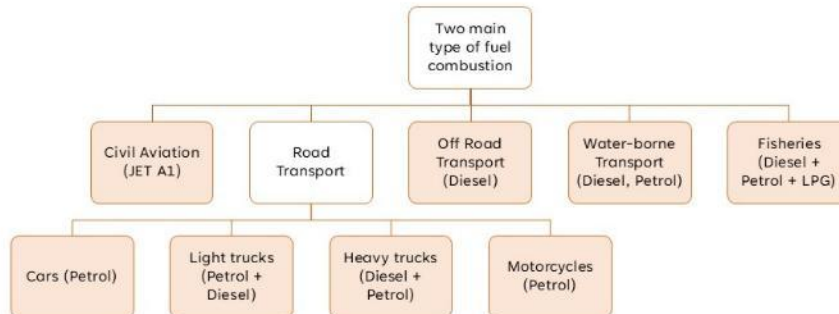 Two main
type of fuel
combustion
Civil Aviation
(JET A1)
Road
Transport
Off Road
Transport
(Diesel)
Water-borne
Transport
(Diesel, Petrol)
Fisheries
(Diesel +
Petrol + LPG)
Cars (Petrol)
Light trucks
(Petrol +
Diesel)
Heavy trucks
(Diesel +
Petrol)
Motorcycles
(Petrol)